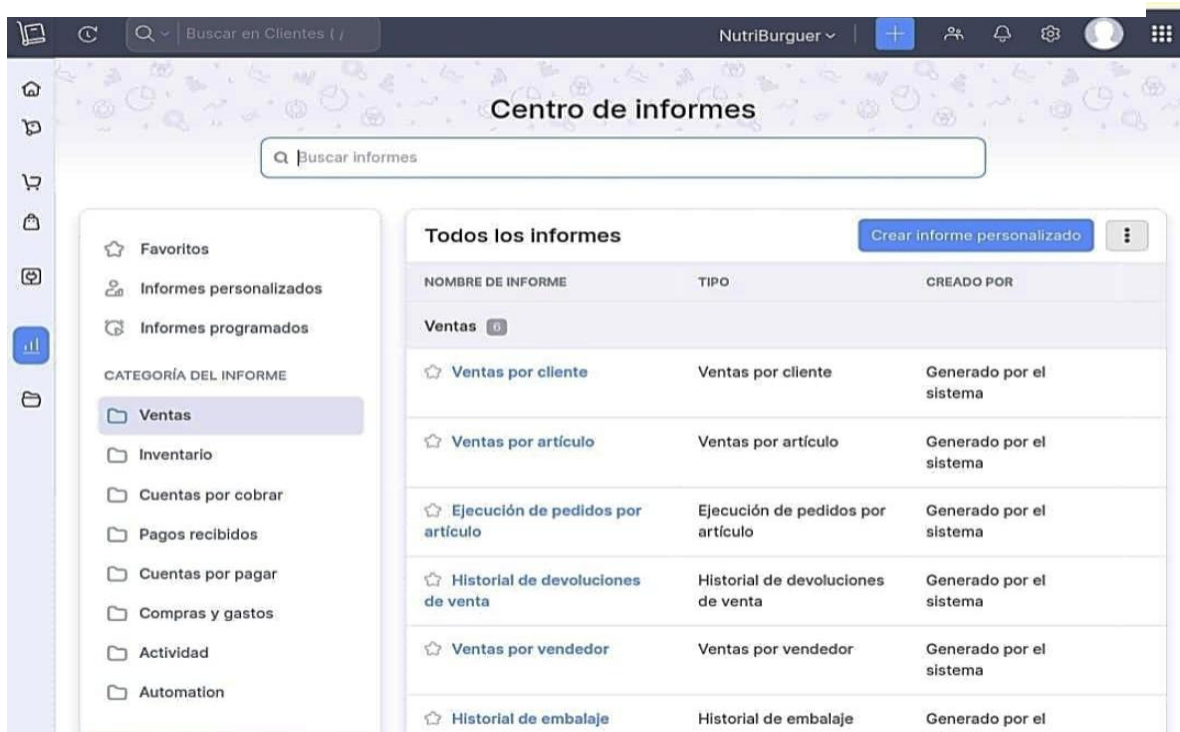 Buscar en Clientes ( /
NutriBurguer
Centro de informes
Buscar informes
Favoritos
Informes personalizados
Informes programados
CATEGORÍA DEL INFORME
Ventas
Inventario
Cuentas por cobrar
Pagos recibidos
Cuentas por pagar
Compras y gastos
Actividad
Automation
Todos los informes
Crear informe personalizado
NOMBRE DE INFORME TIPO CREADO POR
Ventas 6
Ventas por cliente Ventas por cliente Generado por el
sistema
Ventas por artículo Ventas por artículo Generado por el
sistema
Ejecución de pedidos por Ejecución de pedidos por Generado por el
artículo artículo sistema
Historial de devoluciones Historial de devoluciones Generado por el
de venta de venta sistema
Ventas por vendedor Ventas por vendedor Generado por el
sistema
Historial de embalaje Historial de embalaje Generado por el